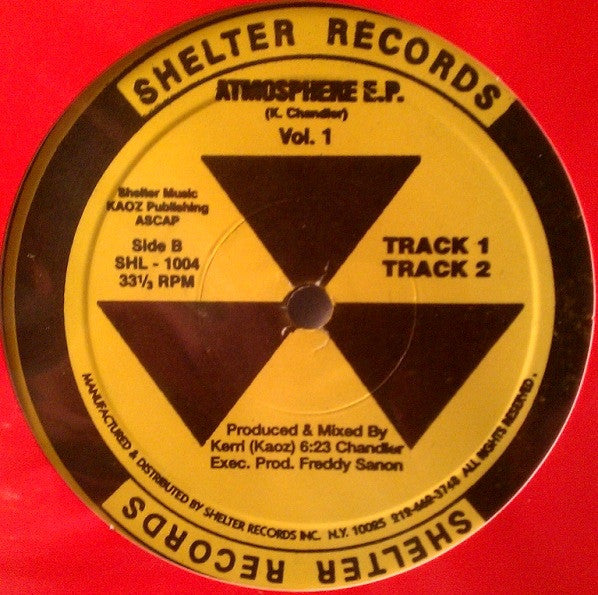 SHELTER RECORDS
ATMOSPHERE E.P.
(K. Chandler)
Vol. 1
Shelter Music
KAOZ Publishing
ASCAP
Side B
SHL - 1004
33⅓ RPM
TRACK 1
TRACK 2
Produced & Mixed By
Kerri (Kaoz) 6:23 Chandler
Exec. Prod. Freddy Sanon
MANUFACTURED & DISTRIBUTED BY SHELTER RECORDS INC. N.Y. 10025 212-662-3748 ALL RIGHTS RESERVED.
SHELTER RECORDS